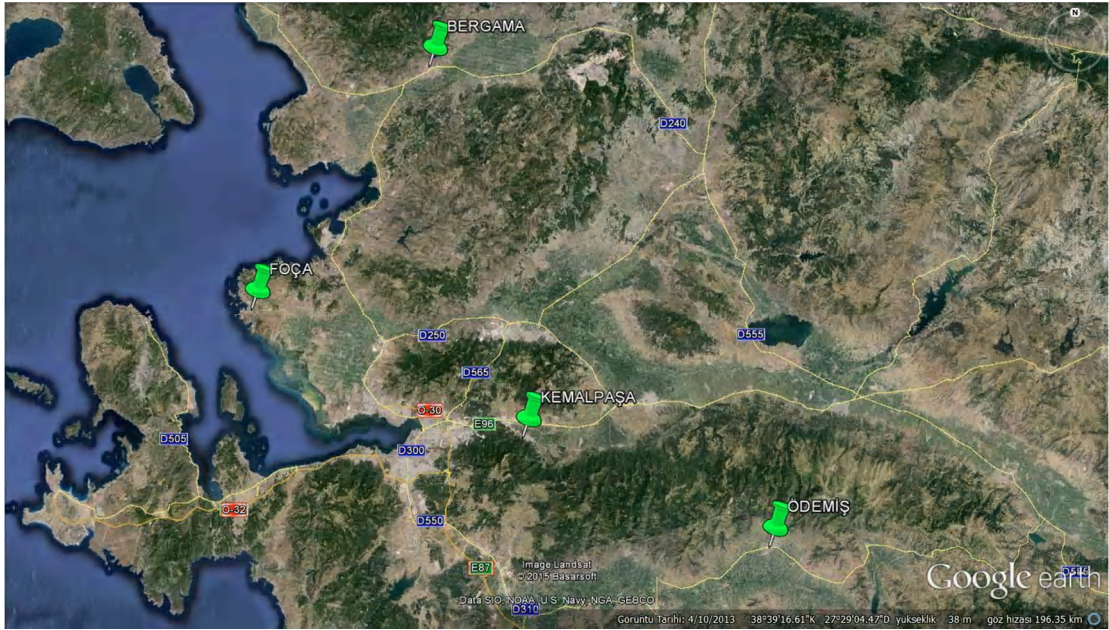 N
BERGAMA
D240
FOÇA
D250
D555
D565
KEMALPAŞA
O-30
E96
D505
D300
O-32
ÖDEMİŞ
D550
Image Landsat
© 2015 Basarsoft
E87
Google earth
Data SIO, NOAA, U.S. Navy, NGA, GEBCO
D310
Görüntü Tarihi: 4/10/2013 38°39'16.61"K 27°29'04.47"D yükseklik 38 m göz hizası 196.35 km